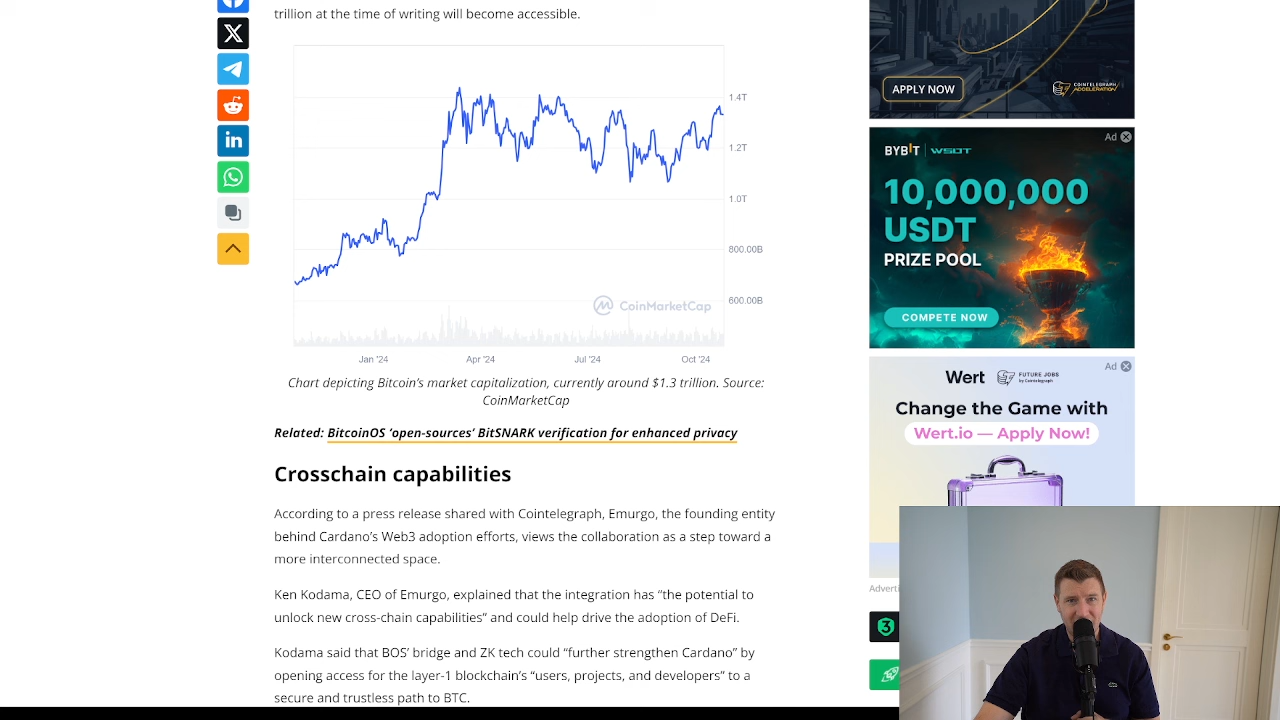 trillion at the time of writing will become accessible.
1.4T
1.2T
1.0T
800.00B
600.00B
CoinMarketCap
Jan '24
Apr '24
Jul '24
Oct '24
Chart depicting Bitcoin’s market capitalization, currently around $1.3 trillion. Source:
CoinMarketCap
Related: BitcoinOS ‘open-sources’ BitSNARK verification for enhanced privacy
Crosschain capabilities
According to a press release shared with Cointelegraph, Emurgo, the founding entity
behind Cardano’s Web3 adoption efforts, views the collaboration as a step toward a
more interconnected space.
Ken Kodama, CEO of Emurgo, explained that the integration has “the potential to
unlock new cross-chain capabilities” and could help drive the adoption of DeFi.
Kodama said that BOS’ bridge and ZK tech could “further strengthen Cardano” by
opening access for the layer-1 blockchain’s “users, projects, and developers” to a
secure and trustless path to BTC.
APPLY NOW
COINTELEGRAPH
ACCELERATION
Ad
BYBIT | WSOT
10,000,000
USDT
PRIZE POOL
COMPETE NOW
Ad
Wert
FUTURE JOBS
by Cointelegraph
Change the Game with
Wert.io — Apply Now!
Adverti